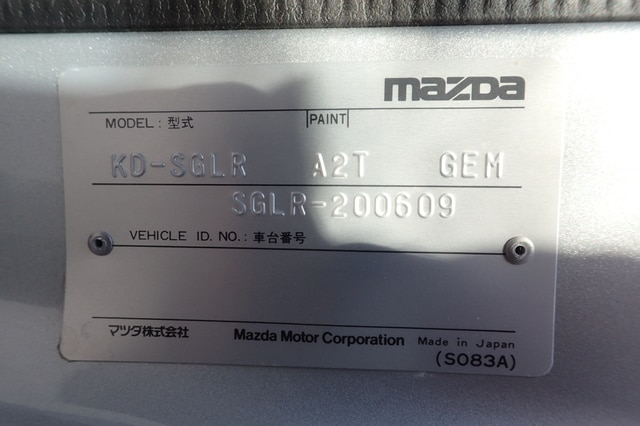 mazda
MODEL : 型式 PAINT
KD-SGLR A2T GEM
SGLR-200609
VEHICLE ID. NO. : 車台番号
マツダ株式会社 Mazda Motor Corporation Made in Japan
(S083A)